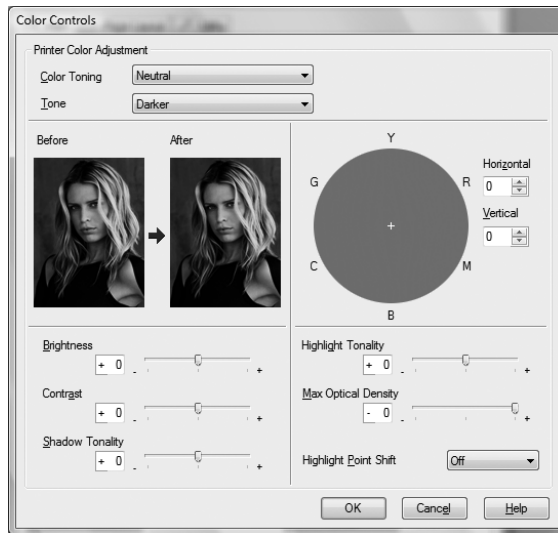 Color Controls
Printer Color Adjustment
Color Toning Neutral
Tone Darker
Before After
Y
G R
C M
B
Horizontal
0
Vertical
0
Brightness
+ 0 - +
Contrast
+ 0 - +
Shadow Tonality
+ 0 - +
Highlight Tonality
+ 0 - +
Max Optical Density
- 0 - +
Highlight Point Shift Off
OK Cancel Help